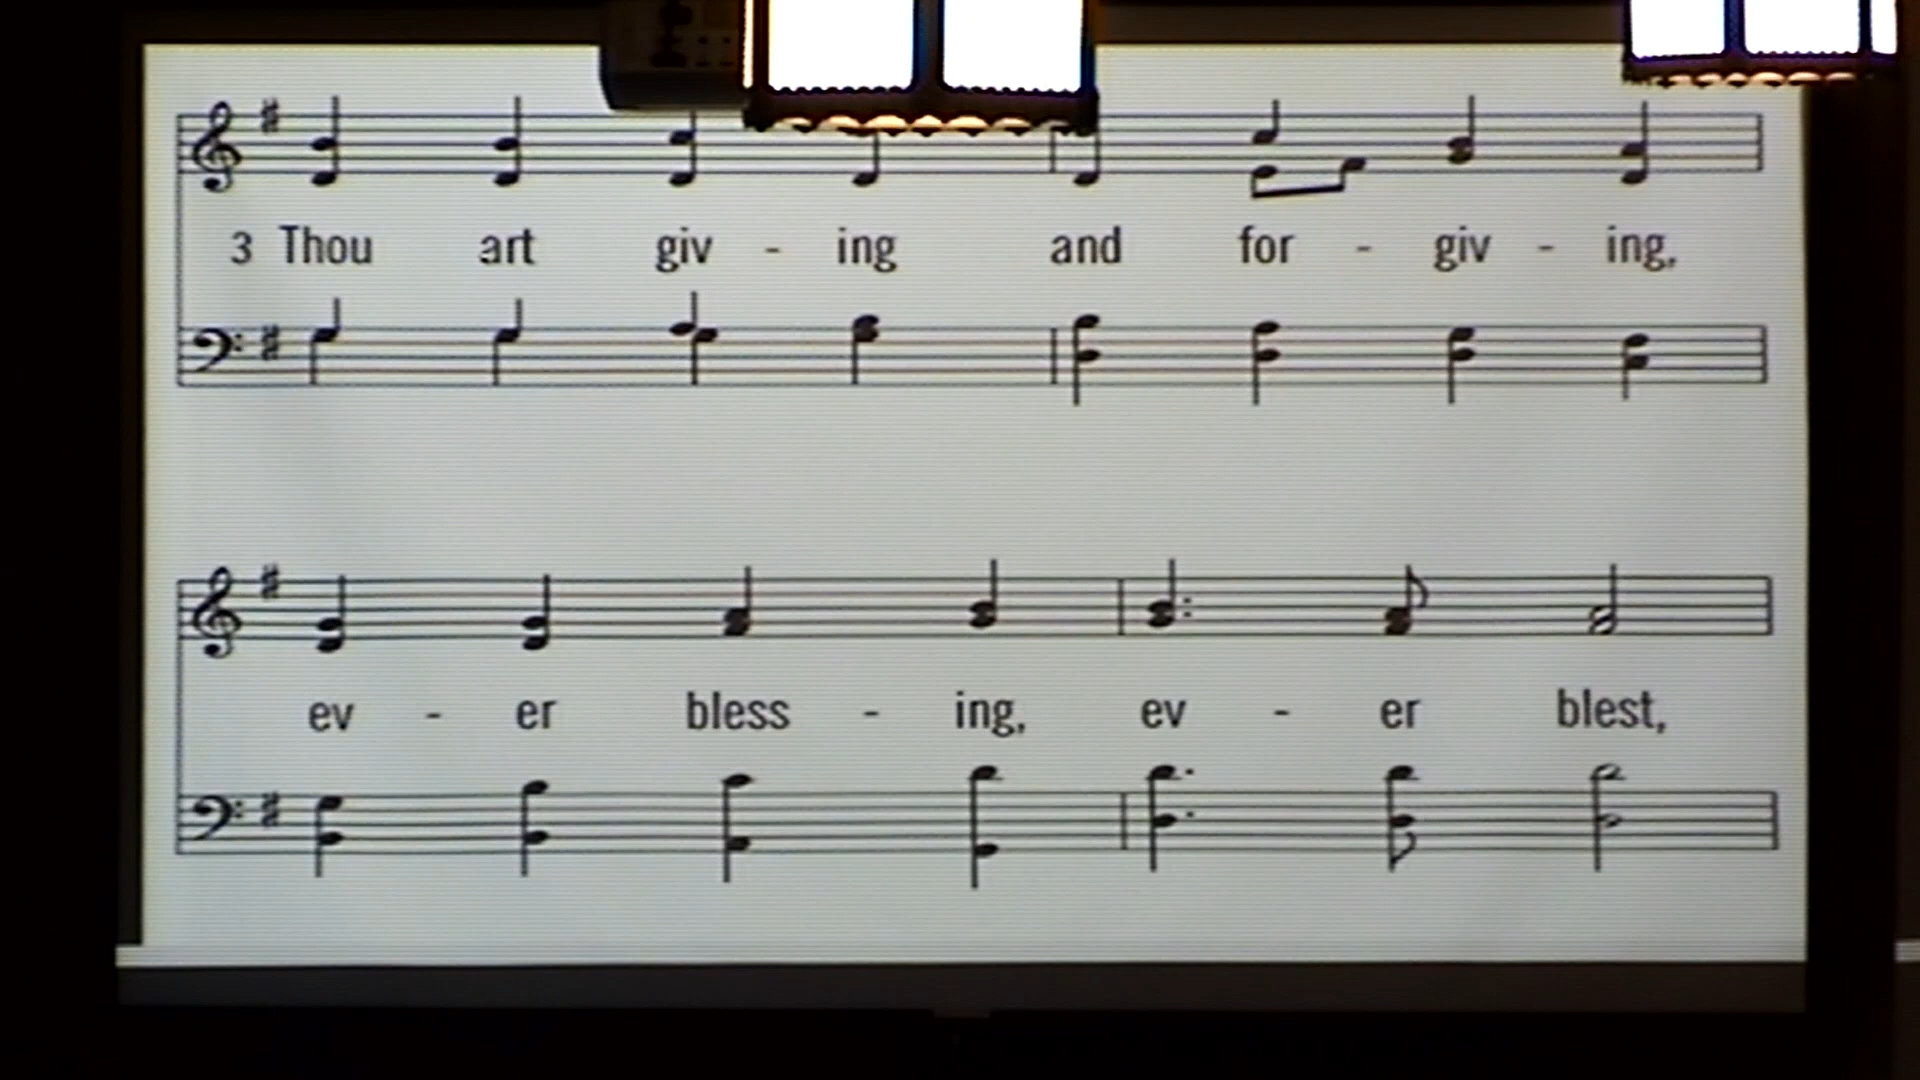 3 Thou art giv - ing and for - giv - ing,
ev - er bless - ing, ev - er blest,